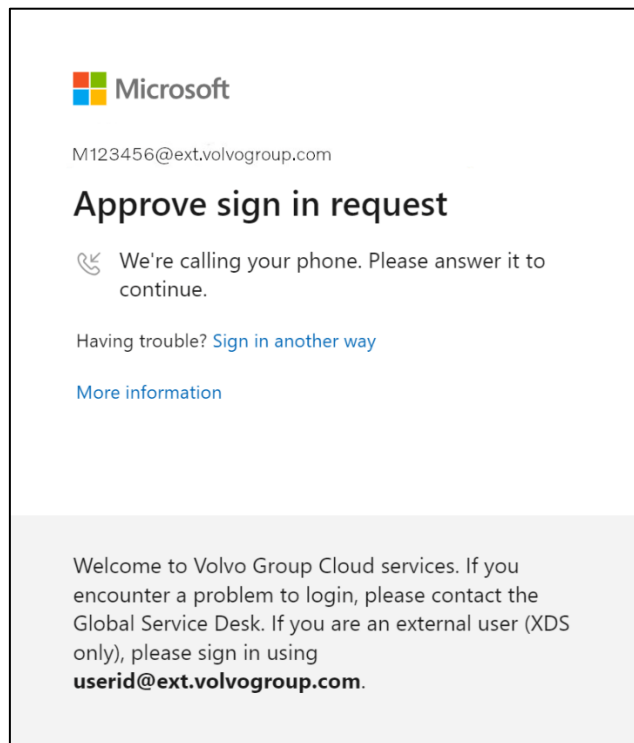 Microsoft
M123456@ext.volvogroup.com
Approve sign in request
We're calling your phone. Please answer it to
continue.
Having trouble? Sign in another way
More information
Welcome to Volvo Group Cloud services. If you
encounter a problem to login, please contact the
Global Service Desk. If you are an external user (XDS
only), please sign in using
userid@ext.volvogroup.com.